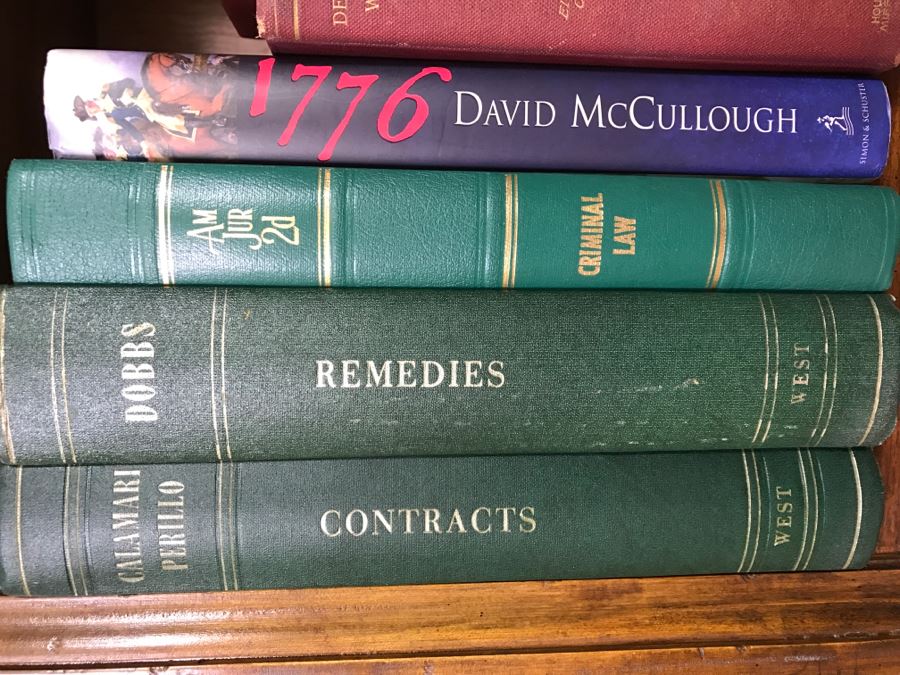 1776 DAVID MCCULLOUGH SIMON & SCHUSTER
AM
JUR
2d
CRIMINAL
LAW
DOBBS REMEDIES WEST
CALAMARI
PERILLO
CONTRACTS WEST